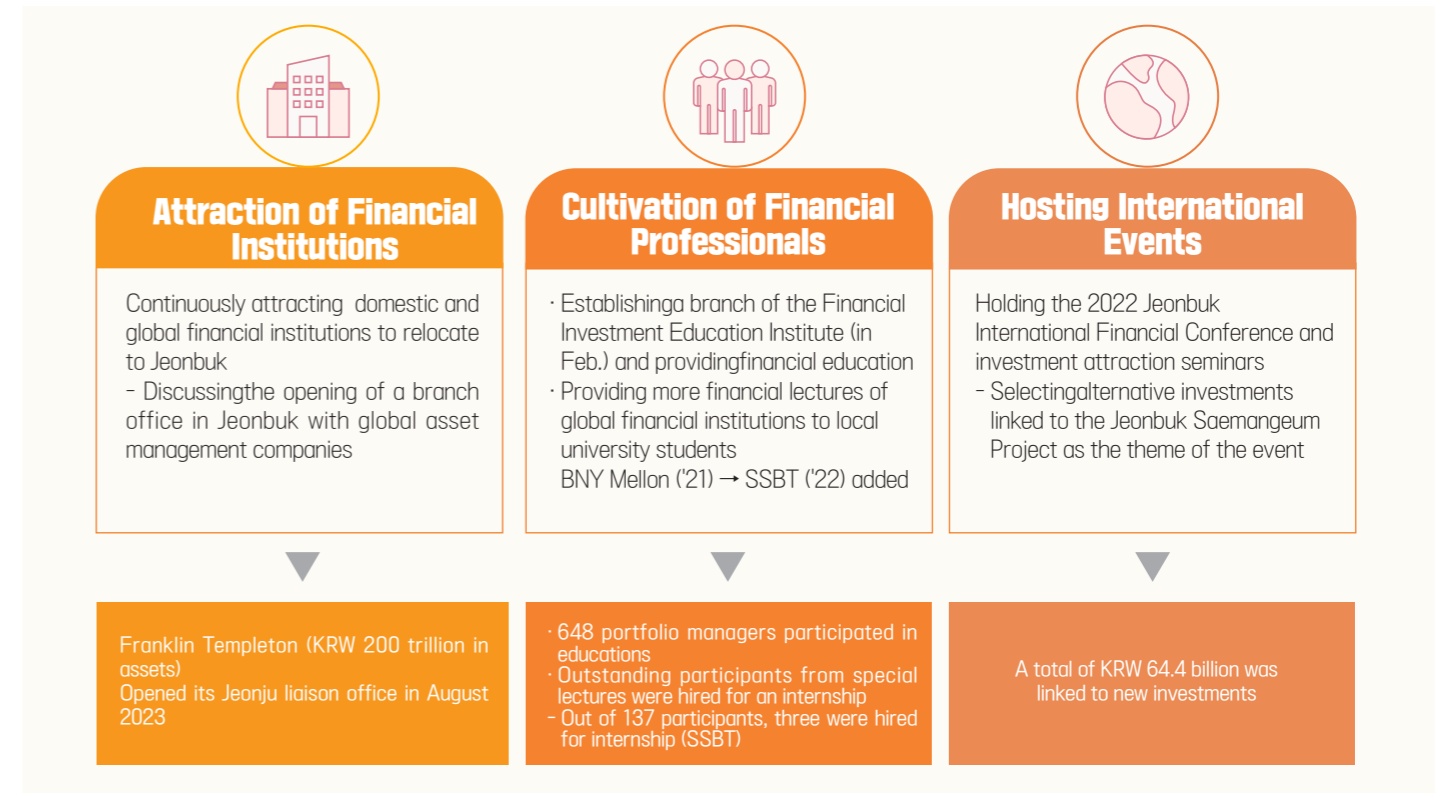 Attraction of Financial
Institutions
Continuously attracting domestic and
global financial institutions to relocate
to Jeonbuk
- Discussingthe opening of a branch
office in Jeonbuk with global asset
management companies
Franklin Templeton (KRW 200 trillion in
assets)
Opened its Jeonju liaison office in August
2023
Cultivation of Financial
Professionals
· Establishinga branch of the Financial
Investment Education Institute (in
Feb.) and providingfinancial education
· Providing more financial lectures of
global financial institutions to local
university students
BNY Mellon ('21) → SSBT ('22) added
· 648 portfolio managers participated in
educations
· Outstanding participants from special
lectures were hired for an internship
- Out of 137 participants, three were hired
for internship (SSBT)
Hosting International
Events
Holding the 2022 Jeonbuk
International Financial Conference and
investment attraction seminars
- Selectingalternative investments
linked to the Jeonbuk Saemangeum
Project as the theme of the event
A total of KRW 64.4 billion was
linked to new investments